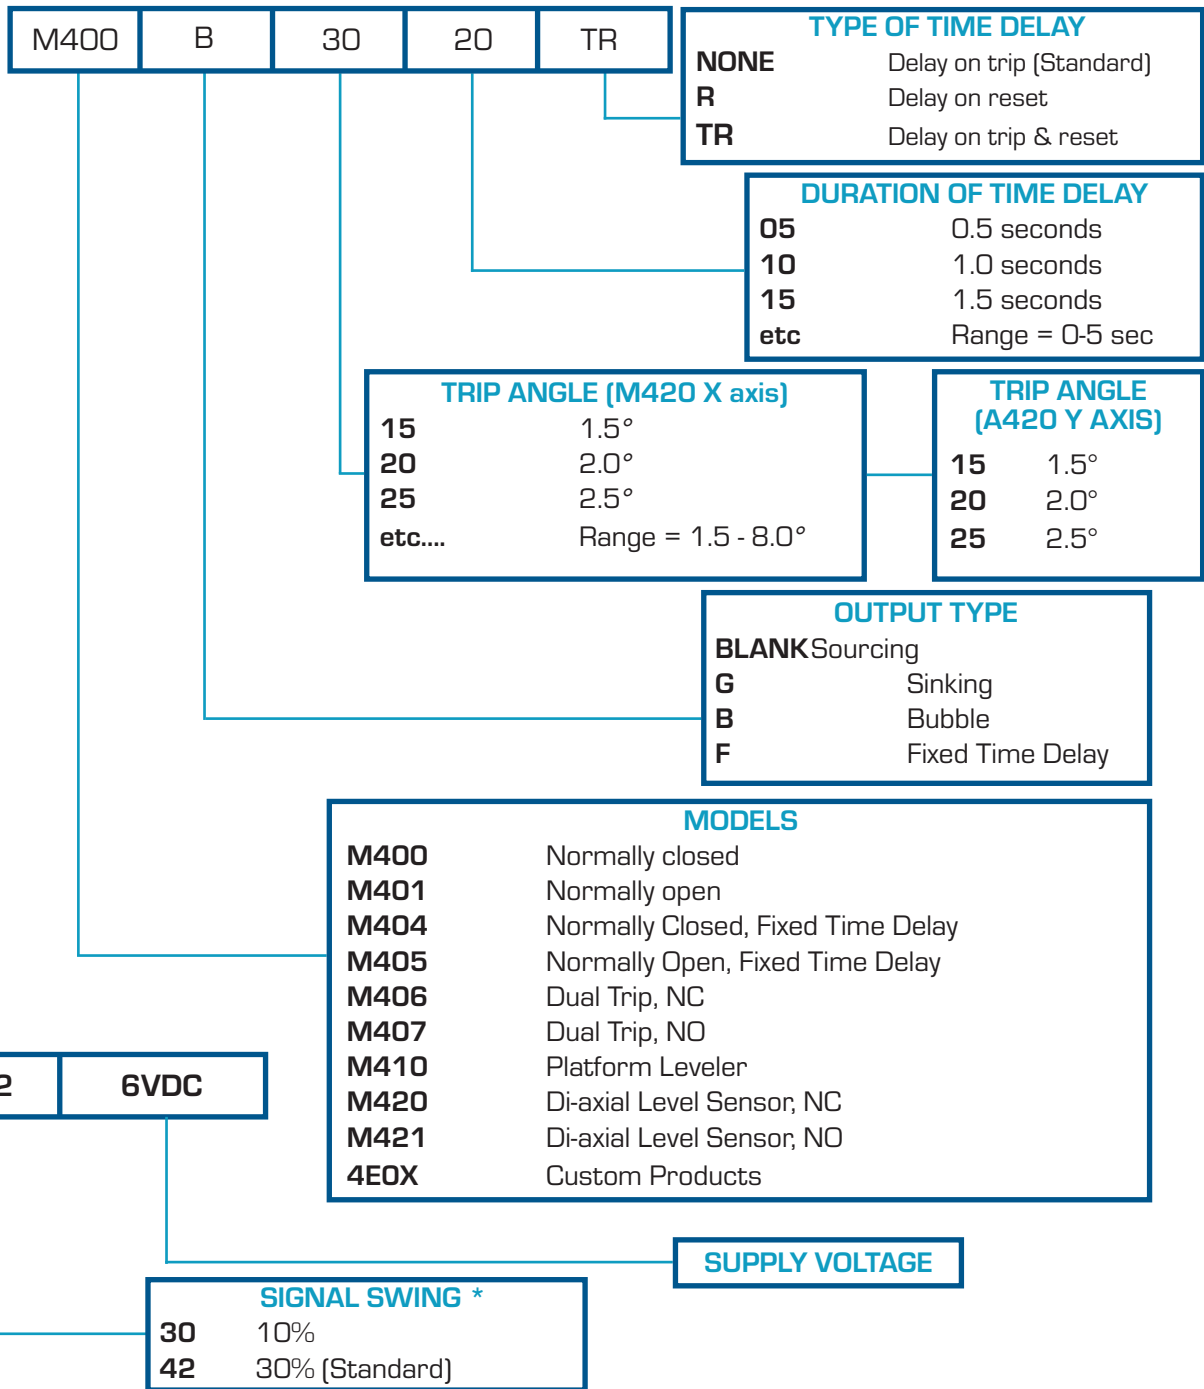 M400 B 30 20 TR
TYPE OF TIME DELAY
NONE Delay on trip (Standard)
R Delay on reset
TR Delay on trip & reset
DURATION OF TIME DELAY
05 0.5 seconds
10 1.0 seconds
15 1.5 seconds
etc Range = 0-5 sec
TRIP ANGLE (M420 X axis)
15 1.5°
20 2.0°
25 2.5°
etc.... Range = 1.5 - 8.0°
TRIP ANGLE
(A420 Y AXIS)
15 1.5°
20 2.0°
25 2.5°
OUTPUT TYPE
BLANK Sourcing
G Sinking
B Bubble
F Fixed Time Delay
MODELS
M400 Normally closed
M401 Normally open
M404 Normally Closed, Fixed Time Delay
M405 Normally Open, Fixed Time Delay
M406 Dual Trip, NC
M407 Dual Trip, NO
M410 Platform Leveler
M420 Di-axial Level Sensor, NC
M421 Di-axial Level Sensor, NO
4E0X Custom Products
2 6VDC
SUPPLY VOLTAGE
SIGNAL SWING *
30 10%
42 30% (Standard)